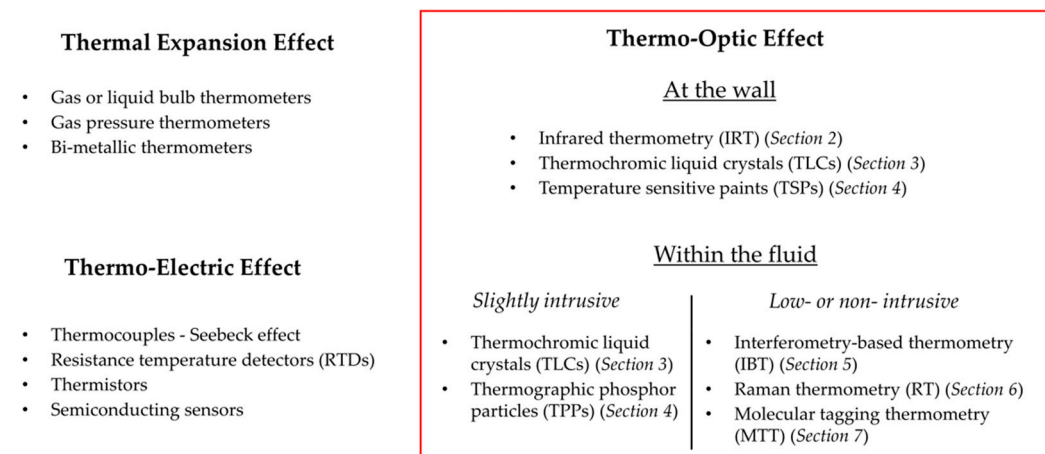 Thermal Expansion Effect
• Gas or liquid bulb thermometers
• Gas pressure thermometers
• Bi-metallic thermometers
Thermo-Electric Effect
• Thermocouples - Seebeck effect
• Resistance temperature detectors (RTDs)
• Thermistors
• Semiconducting sensors
Thermo-Optic Effect
At the wall
• Infrared thermometry (IRT) (Section 2)
• Thermochromic liquid crystals (TLCs) (Section 3)
• Temperature sensitive paints (TSPs) (Section 4)
Within the fluid
Slightly intrusive
• Thermochromic liquid
crystals (TLCs) (Section 3)
• Thermographic phosphor
particles (TPPs) (Section 4)
Low- or non- intrusive
• Interferometry-based thermometry
(IBT) (Section 5)
• Raman thermometry (RT) (Section 6)
• Molecular tagging thermometry
(MTT) (Section 7)